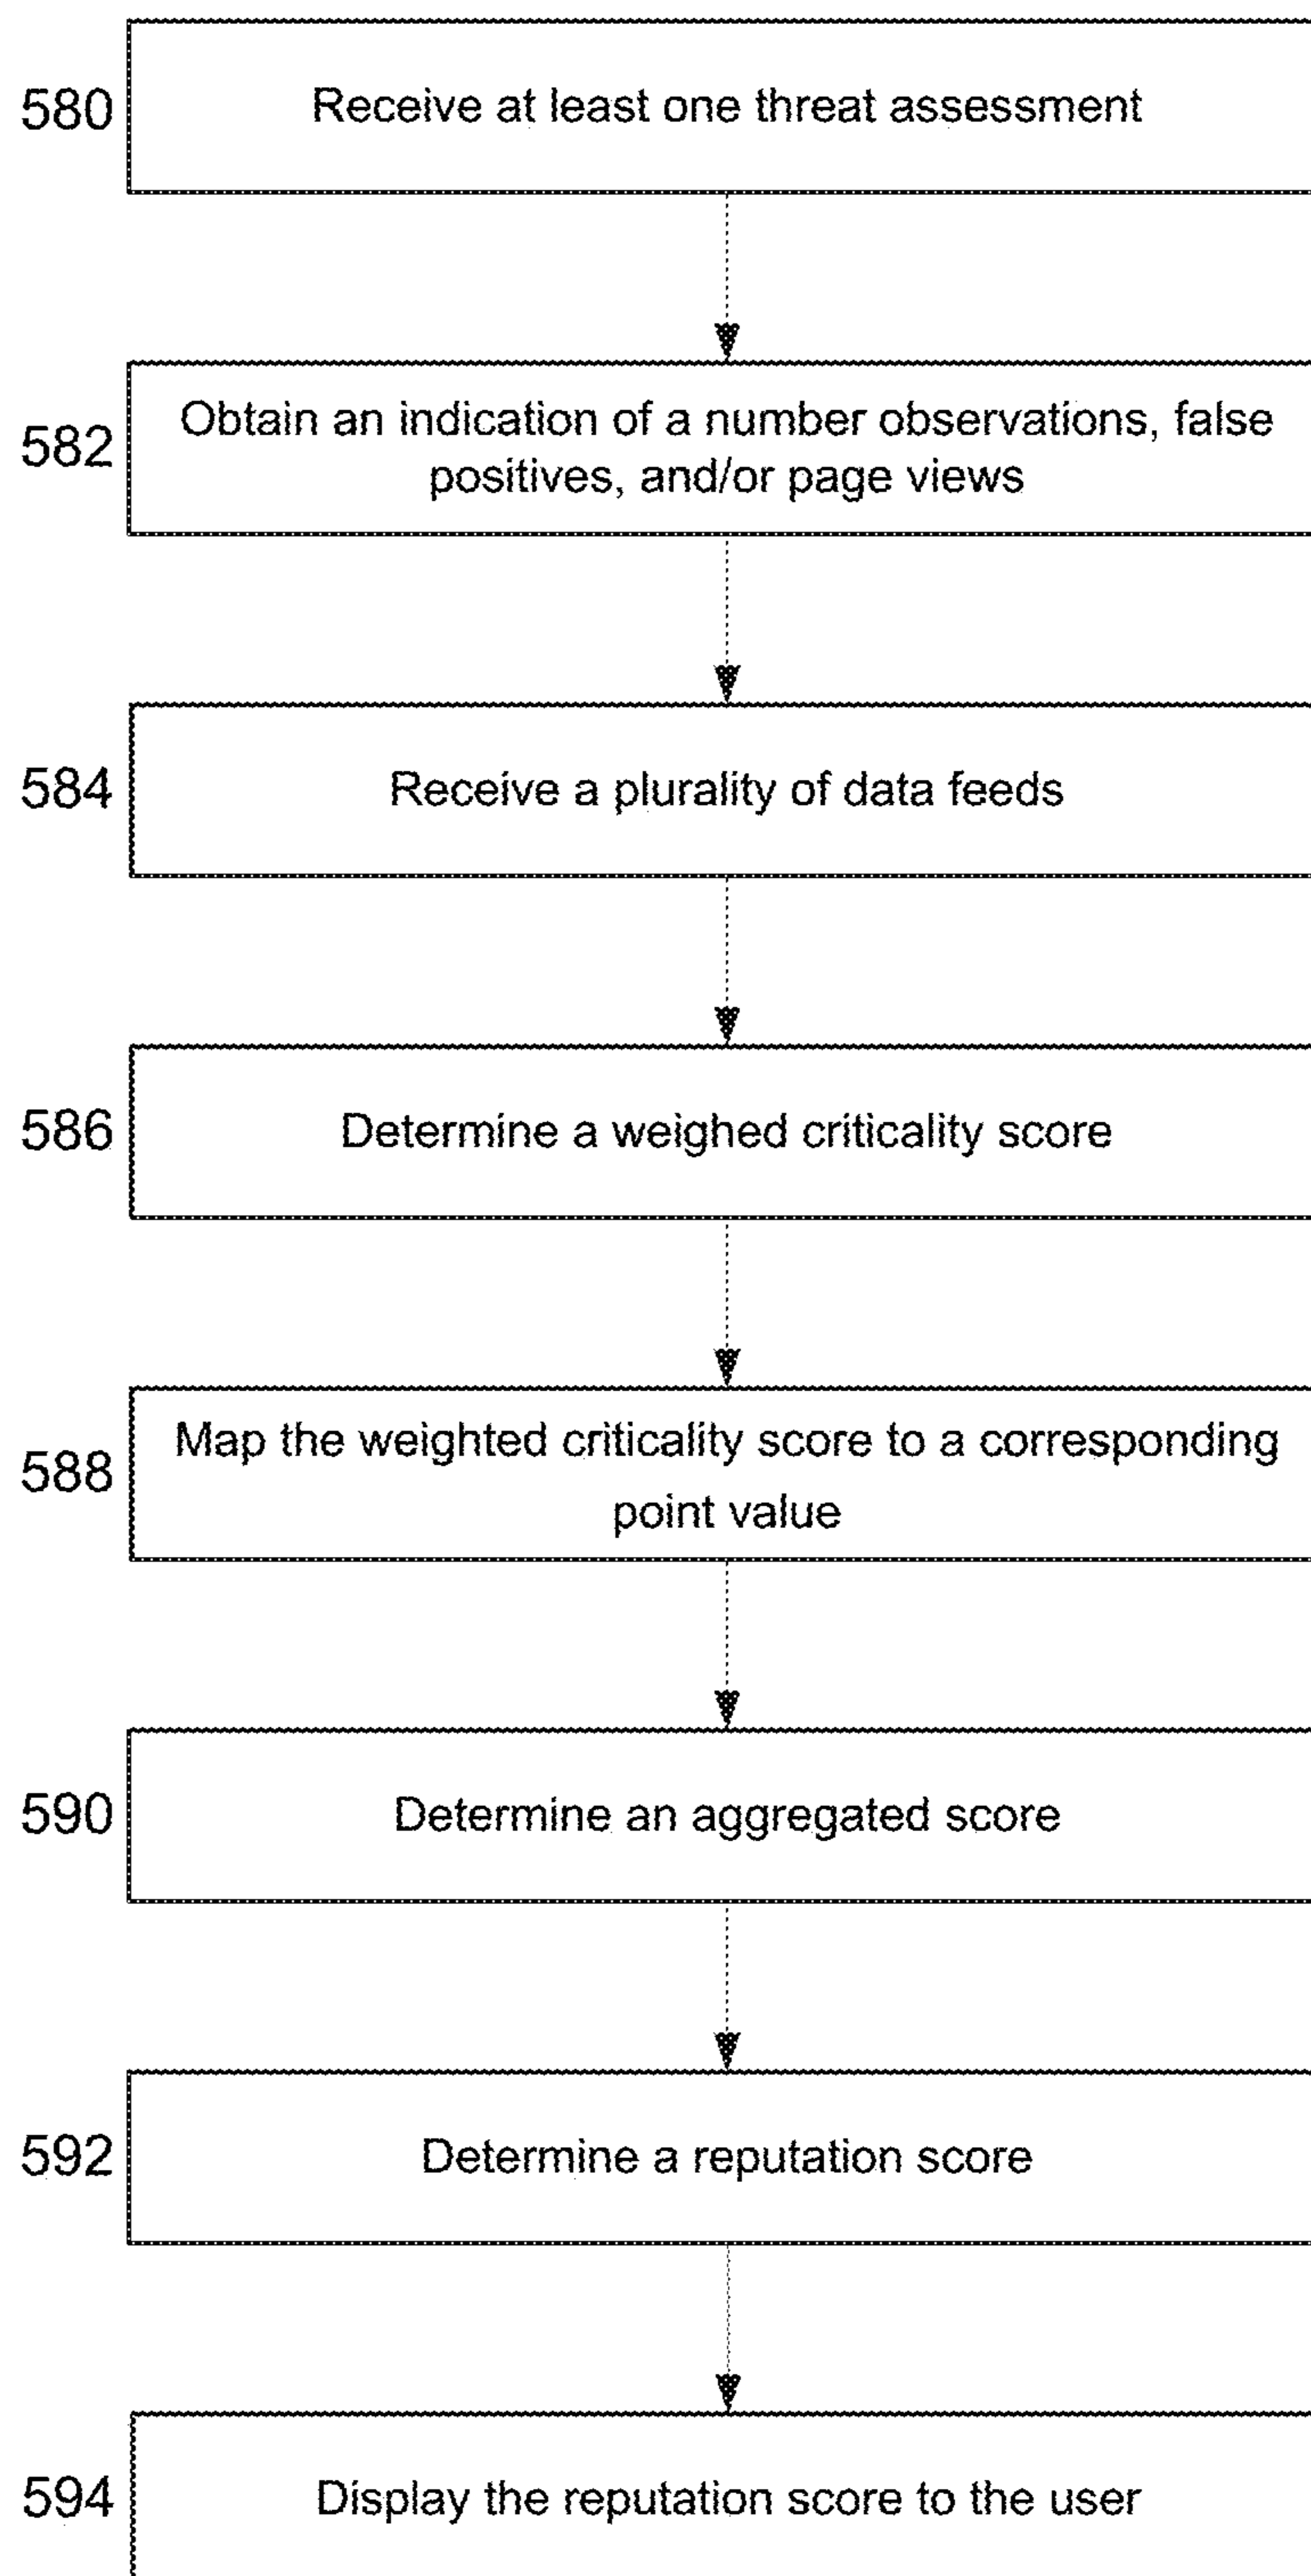 580 Receive at least one threat assessment
582 Obtain an indication of a number observations, false
positives, and/or page views
584 Receive a plurality of data feeds
586 Determine a weighed criticality score
588 Map the weighted criticality score to a corresponding
point value
590 Determine an aggregated score
592 Determine a reputation score
594 Display the reputation score to the user